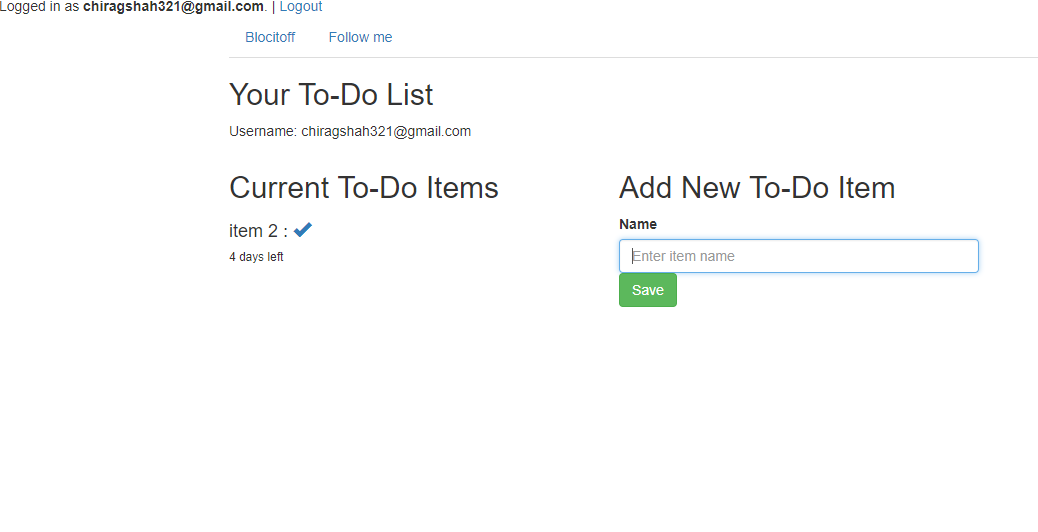 Logged in as chiragshah321@gmail.com. | Logout
Blocitoff Follow me
Your To-Do List
Username: chiragshah321@gmail.com
Current To-Do Items
item 2 :
4 days left
Add New To-Do Item
Name
Enter item name
Save